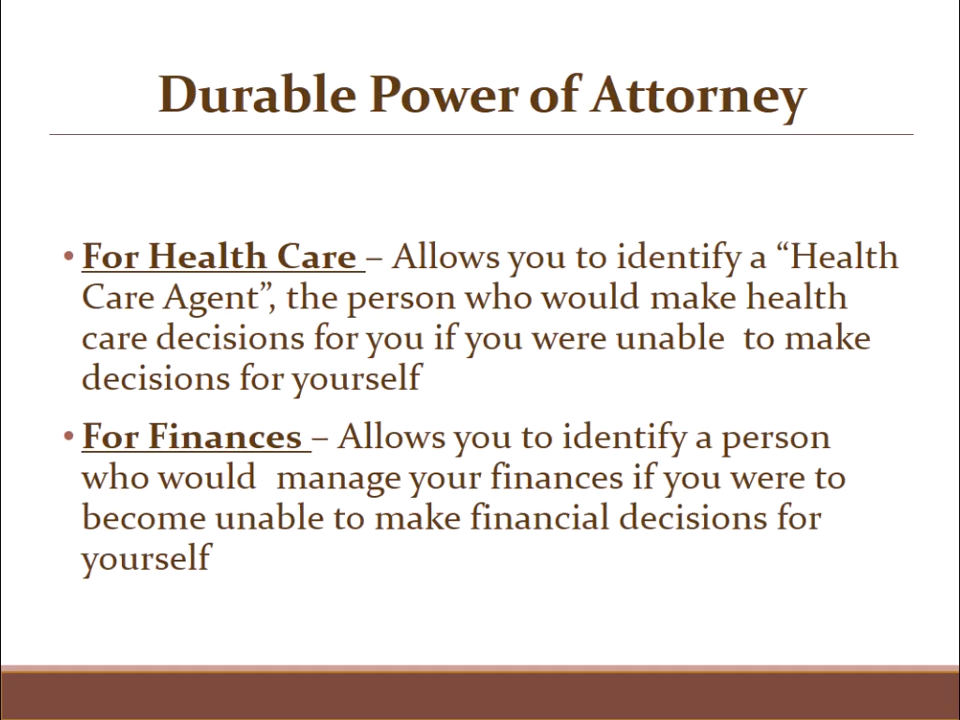 Durable Power of Attorney
• For Health Care – Allows you to identify a “Health
Care Agent”, the person who would make health
care decisions for you if you were unable  to make
decisions for yourself
• For Finances – Allows you to identify a person
who would  manage your finances if you were to
become unable to make financial decisions for
yourself